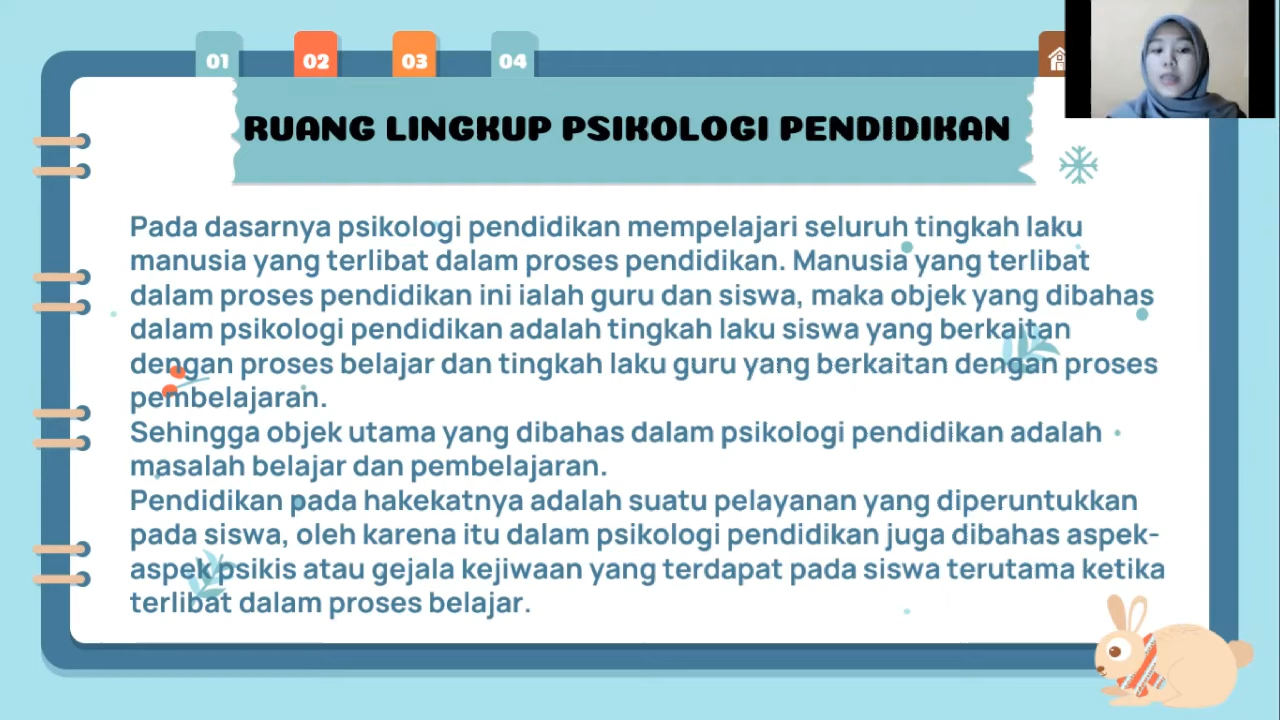 01 02 03 04
RUANG LINGKUP PSIKOLOGI PENDIDIKAN
Pada dasarnya psikologi pendidikan mempelajari seluruh tingkah laku
manusia yang terlibat dalam proses pendidikan. Manusia yang terlibat
dalam proses pendidikan ini ialah guru dan siswa, maka objek yang dibahas
dalam psikologi pendidikan adalah tingkah laku siswa yang berkaitan
dengan proses belajar dan tingkah laku guru yang berkaitan dengan proses
pembelajaran.
Sehingga objek utama yang dibahas dalam psikologi pendidikan adalah
masalah belajar dan pembelajaran.
Pendidikan pada hakekatnya adalah suatu pelayanan yang diperuntukkan
pada siswa, oleh karena itu dalam psikologi pendidikan juga dibahas aspek-
aspek psikis atau gejala kejiwaan yang terdapat pada siswa terutama ketika
terlibat dalam proses belajar.